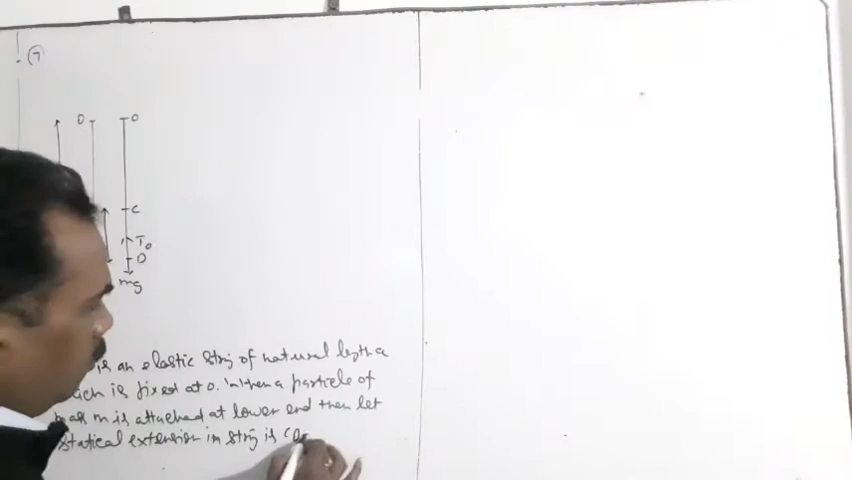 7
O O
C
T₀
D
mg
is an elastic string of natural length a
is fixed at O. When a particle of
mass m is attached at lower end then let
statical extension in string is